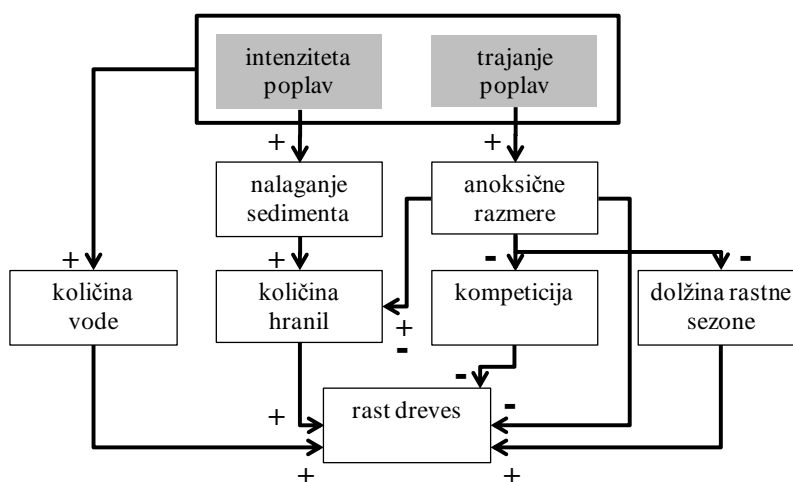 intenziteta
poplav
trajanje
poplav
+
+
nalaganje
sedimenta
anoksične
razmere
+
+
-
-
količina
vode
količina
hranil
kompeticija
dolžina rastne
sezone
+
-
-
+
-
rast dreves
+
+